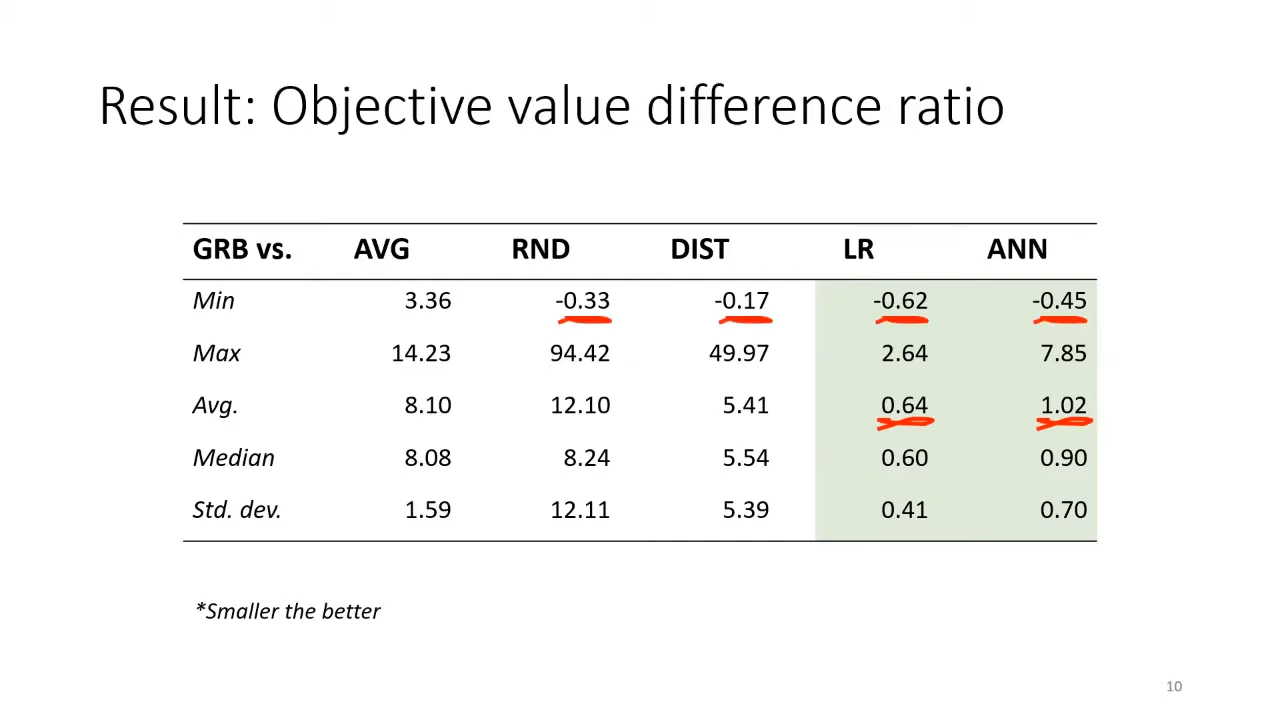 Result: Objective value difference ratio
GRB vs. AVG RND DIST LR ANN
Min 3.36 -0.33 -0.17 -0.62 -0.45
Max 14.23 94.42 49.97 2.64 7.85
Avg. 8.10 12.10 5.41 0.64 1.02
Median 8.08 8.24 5.54 0.60 0.90
Std. dev. 1.59 12.11 5.39 0.41 0.70
*Smaller the better
10